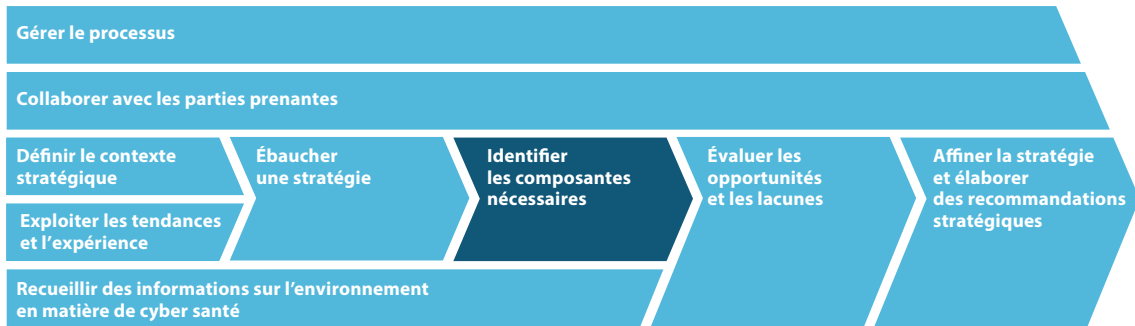 Gérer le processus
Collaborer avec les parties prenantes
Définir le contexte
stratégique
Exploiter les tendances
et l'expérience
Ébaucher
une stratégie
Identifier
les composantes
nécessaires
Évaluer les
opportunités
et les lacunes
Affiner la stratégie
et élaborer
des recommandations
stratégiques
Recueillir des informations sur l'environnement
en matière de cyber santé